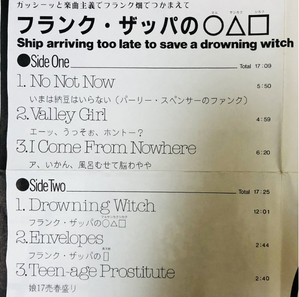 ガッシーッと楽曲主義でフランク畑でつかまえて
フランク・ザッパの○△□
Ship arriving too late to save a drowning witch
●Side One Total 17:09
1. No Not Now 5:50
いまは納豆はいらない (バーリー・スペンサーのファンク)
2. Valley Girl 4:59
エーッ、うっそぉ、ホントー?
3. I Come From Nowhere 6:20
ア、いかん、風呂むせて脳わやや
●Side Two Total 17:25
1. Drowning Witch 12:01
フランク・ザッパの○△□
2. Envelopes 2:44
フランク・ザッパの▯
3. Teen-age Prostitute 2:40
娘17売春盛り